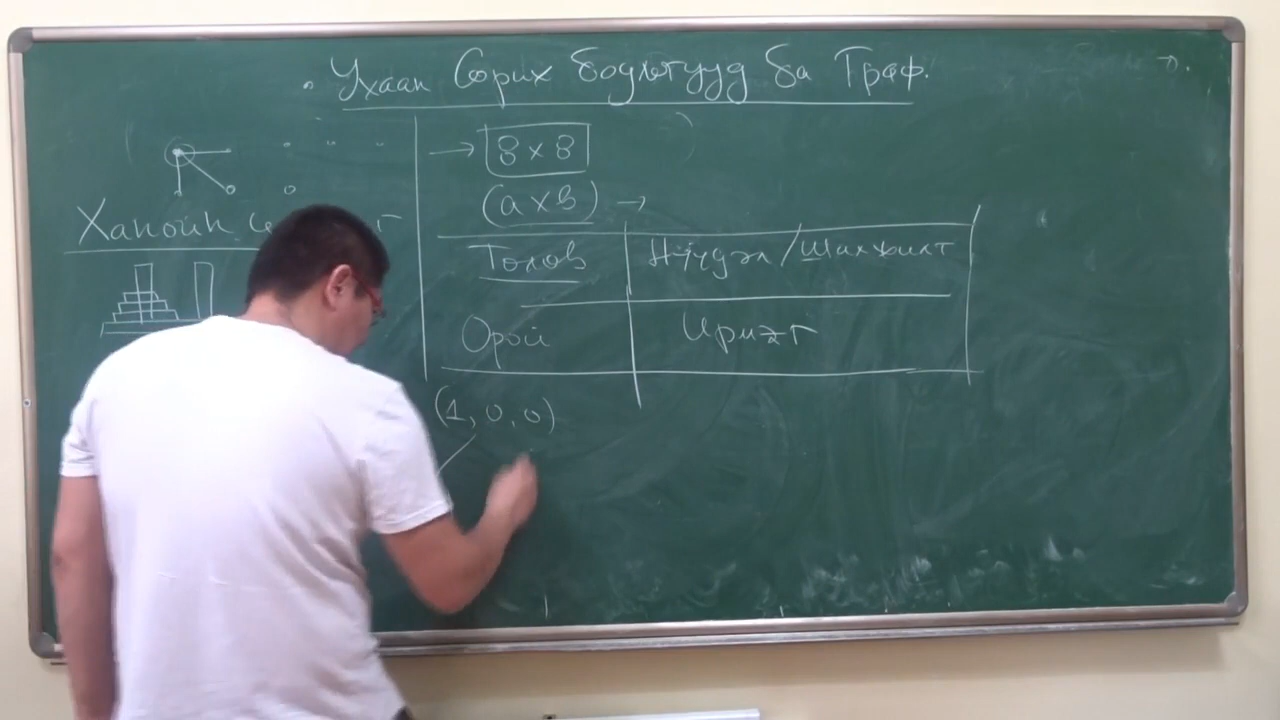 Ухаан Сорих бодлогууд ба Граф.
→ 8 x 8
(a x b) →
Ханойн
Төлөв
Нүүдэл / Шилжилт
Орой
Ирмэг
(1, 0, 0)